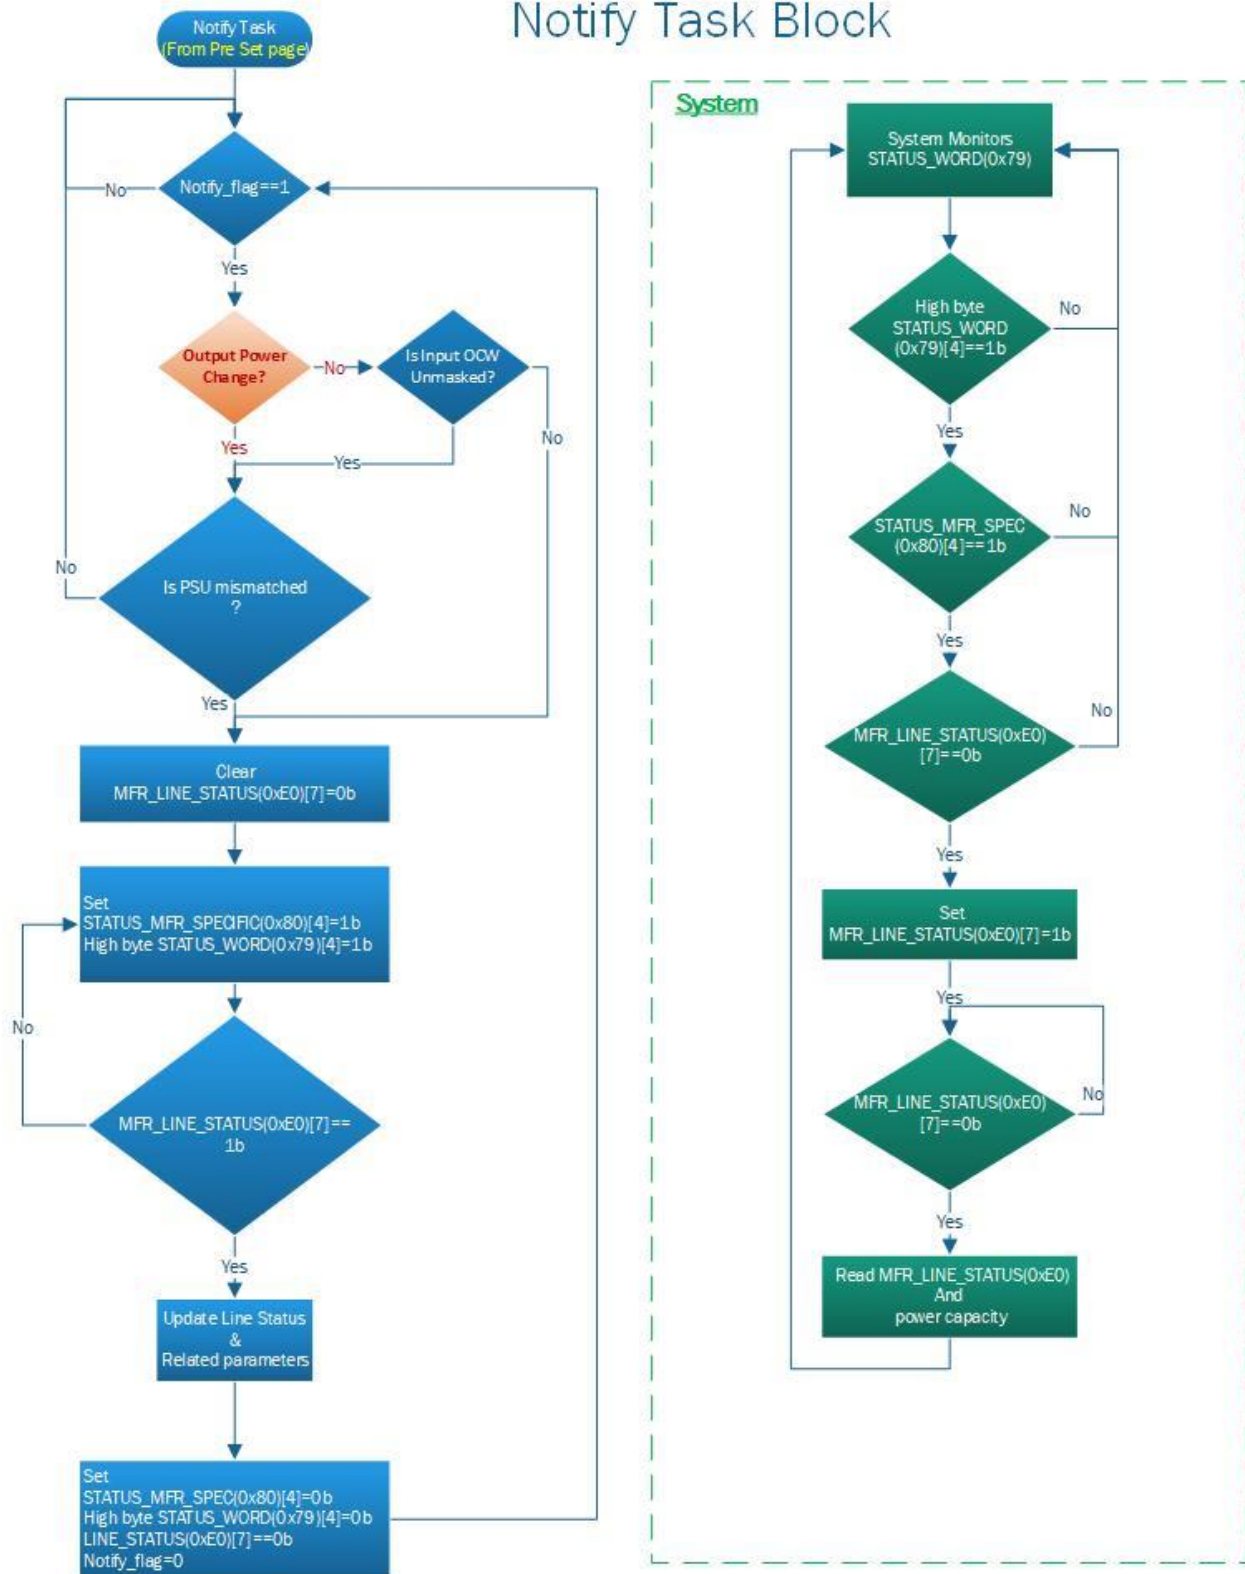 Notify Task Block
Notify Task
(From Pre Set page)
Notify_flag==1
No
Yes
Output Power
Change?
No
Is Input OCW
Unmasked?
Yes
Yes
No
Is PSU mismatched
?
No
Yes
Clear
MFR_LINE_STATUS(0xE0)[7]=0b
Set
STATUS_MFR_SPECIFIC(0x80)[4]=1b
High byte STATUS_WORD(0x79)[4]=1b
No
MFR_LINE_STATUS(0xE0)[7]==
1b
Yes
Update Line Status
&
Related parameters
Set
STATUS_MFR_SPEC(0x80)[4]=0b
High byte STATUS_WORD(0x79)[4]=0b
LINE_STATUS(0xE0)[7]==0b
Notify_flag=0
System
System Monitors
STATUS_WORD(0x79)
High byte
STATUS_WORD
(0x79)[4]==1b
No
Yes
STATUS_MFR_SPEC
(0x80)[4]==1b
No
Yes
MFR_LINE_STATUS(0xE0)
[7]==0b
No
Yes
Set
MFR_LINE_STATUS(0xE0)[7]=1b
Yes
MFR_LINE_STATUS(0xE0)
[7]==0b
No
Yes
Read MFR_LINE_STATUS(0xE0)
And
power capacity